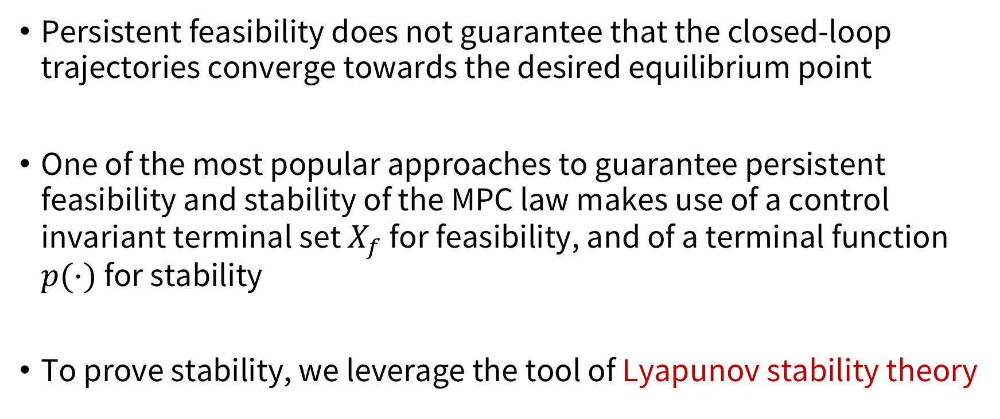 • Persistent feasibility does not guarantee that the closed-loop
trajectories converge towards the desired equilibrium point
• One of the most popular approaches to guarantee persistent
feasibility and stability of the MPC law makes use of a control
invariant terminal set $X_f$ for feasibility, and of a terminal function
$p(\cdot)$ for stability
• To prove stability, we leverage the tool of Lyapunov stability theory